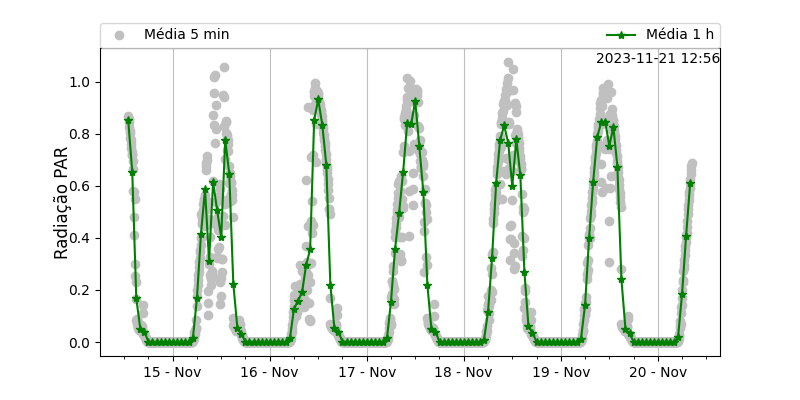 Média 5 min
Média 1 h
2023-11-21 12:56
Radiação PAR
1.0
0.8
0.6
0.4
0.2
0.0
15 - Nov
16 - Nov
17 - Nov
18 - Nov
19 - Nov
20 - Nov